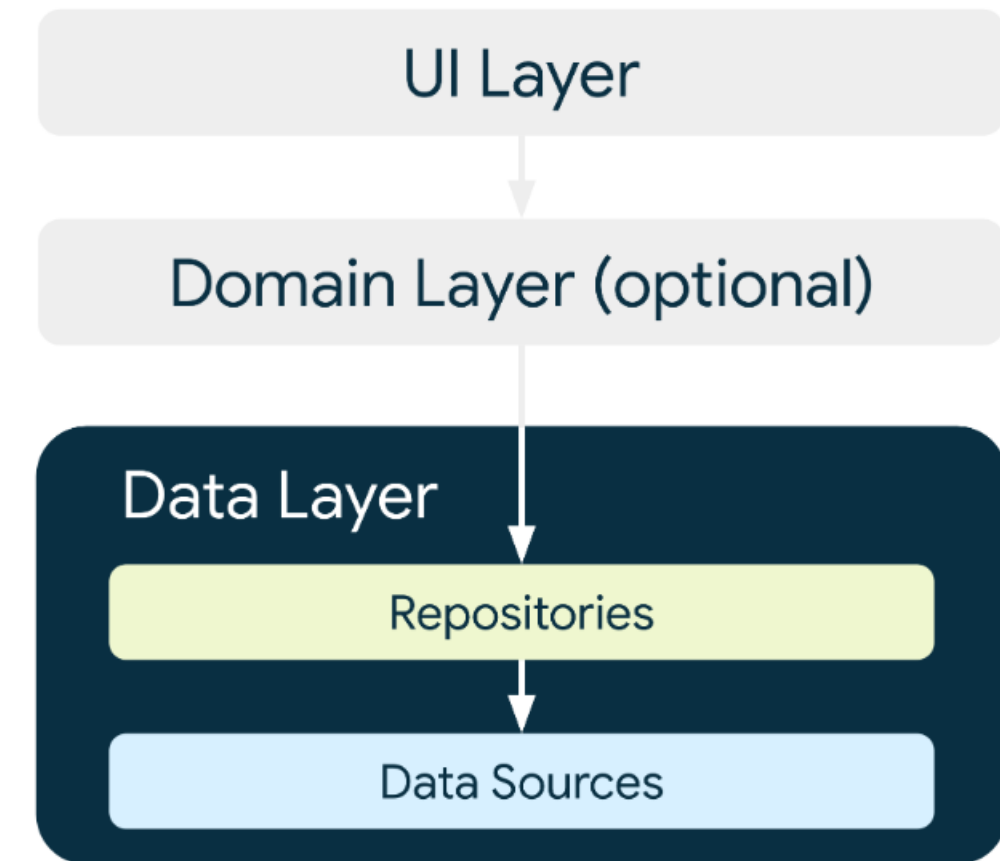 UI Layer
Domain Layer (optional)
Data Layer
Repositories
Data Sources